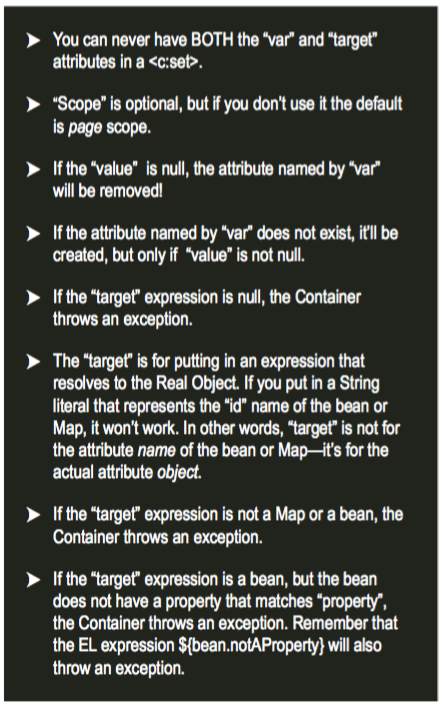 You can never have BOTH the “var” and “target”
attributes in a <c:set>.
“Scope” is optional, but if you don't use it the default
is page scope.
If the “value” is null, the attribute named by “var”
will be removed!
If the attribute named by “var” does not exist, it'll be
created, but only if “value” is not null.
If the “target” expression is null, the Container
throws an exception.
The “target” is for putting in an expression that
resolves to the Real Object. If you put in a String
literal that represents the “id” name of the bean or
Map, it won't work. In other words, “target” is not for
the attribute name of the bean or Map—it's for the
actual attribute object.
If the “target” expression is not a Map or a bean, the
Container throws an exception.
If the “target” expression is a bean, but the bean
does not have a property that matches “property”,
the Container throws an exception. Remember that
the EL expression ${bean.notAProperty} will also
throw an exception.